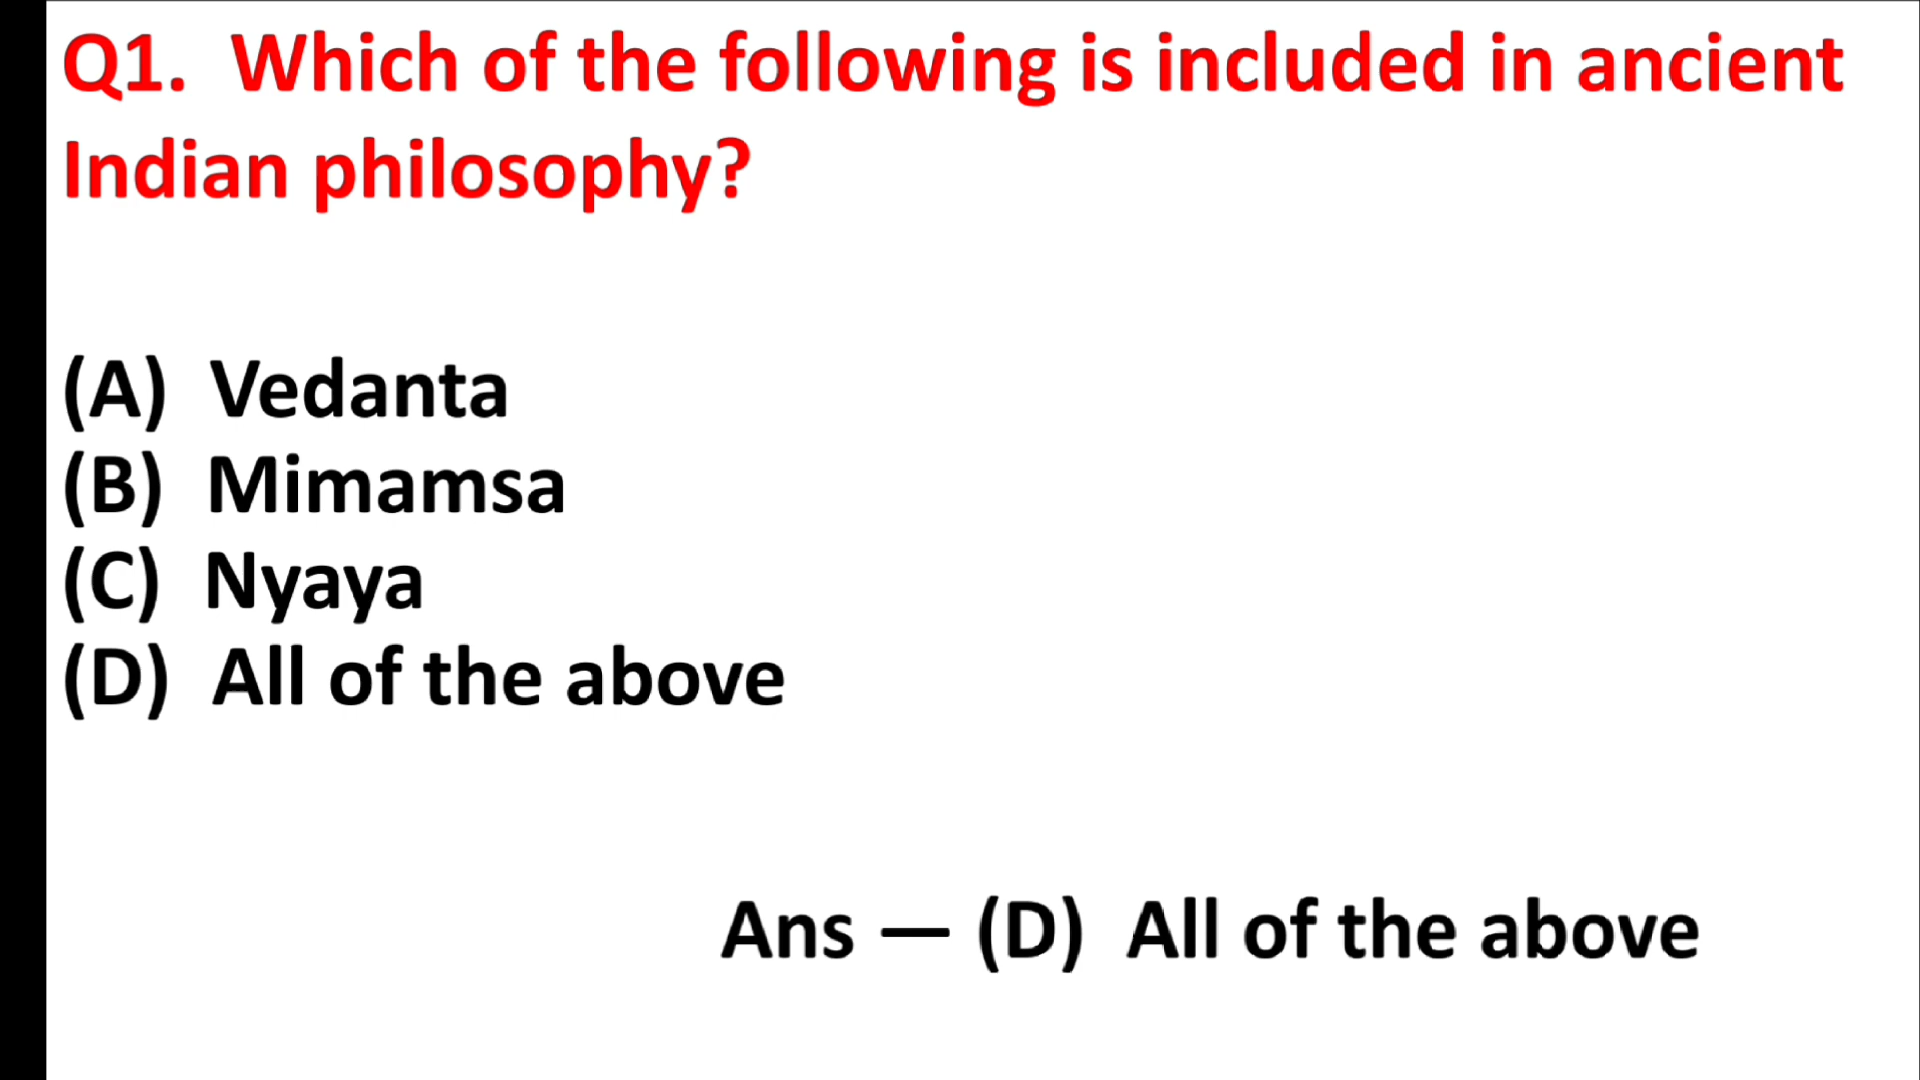 Q1. Which of the following is included in ancient
Indian philosophy?
(A) Vedanta
(B) Mimamsa
(C) Nyaya
(D) All of the above
Ans — (D) All of the above